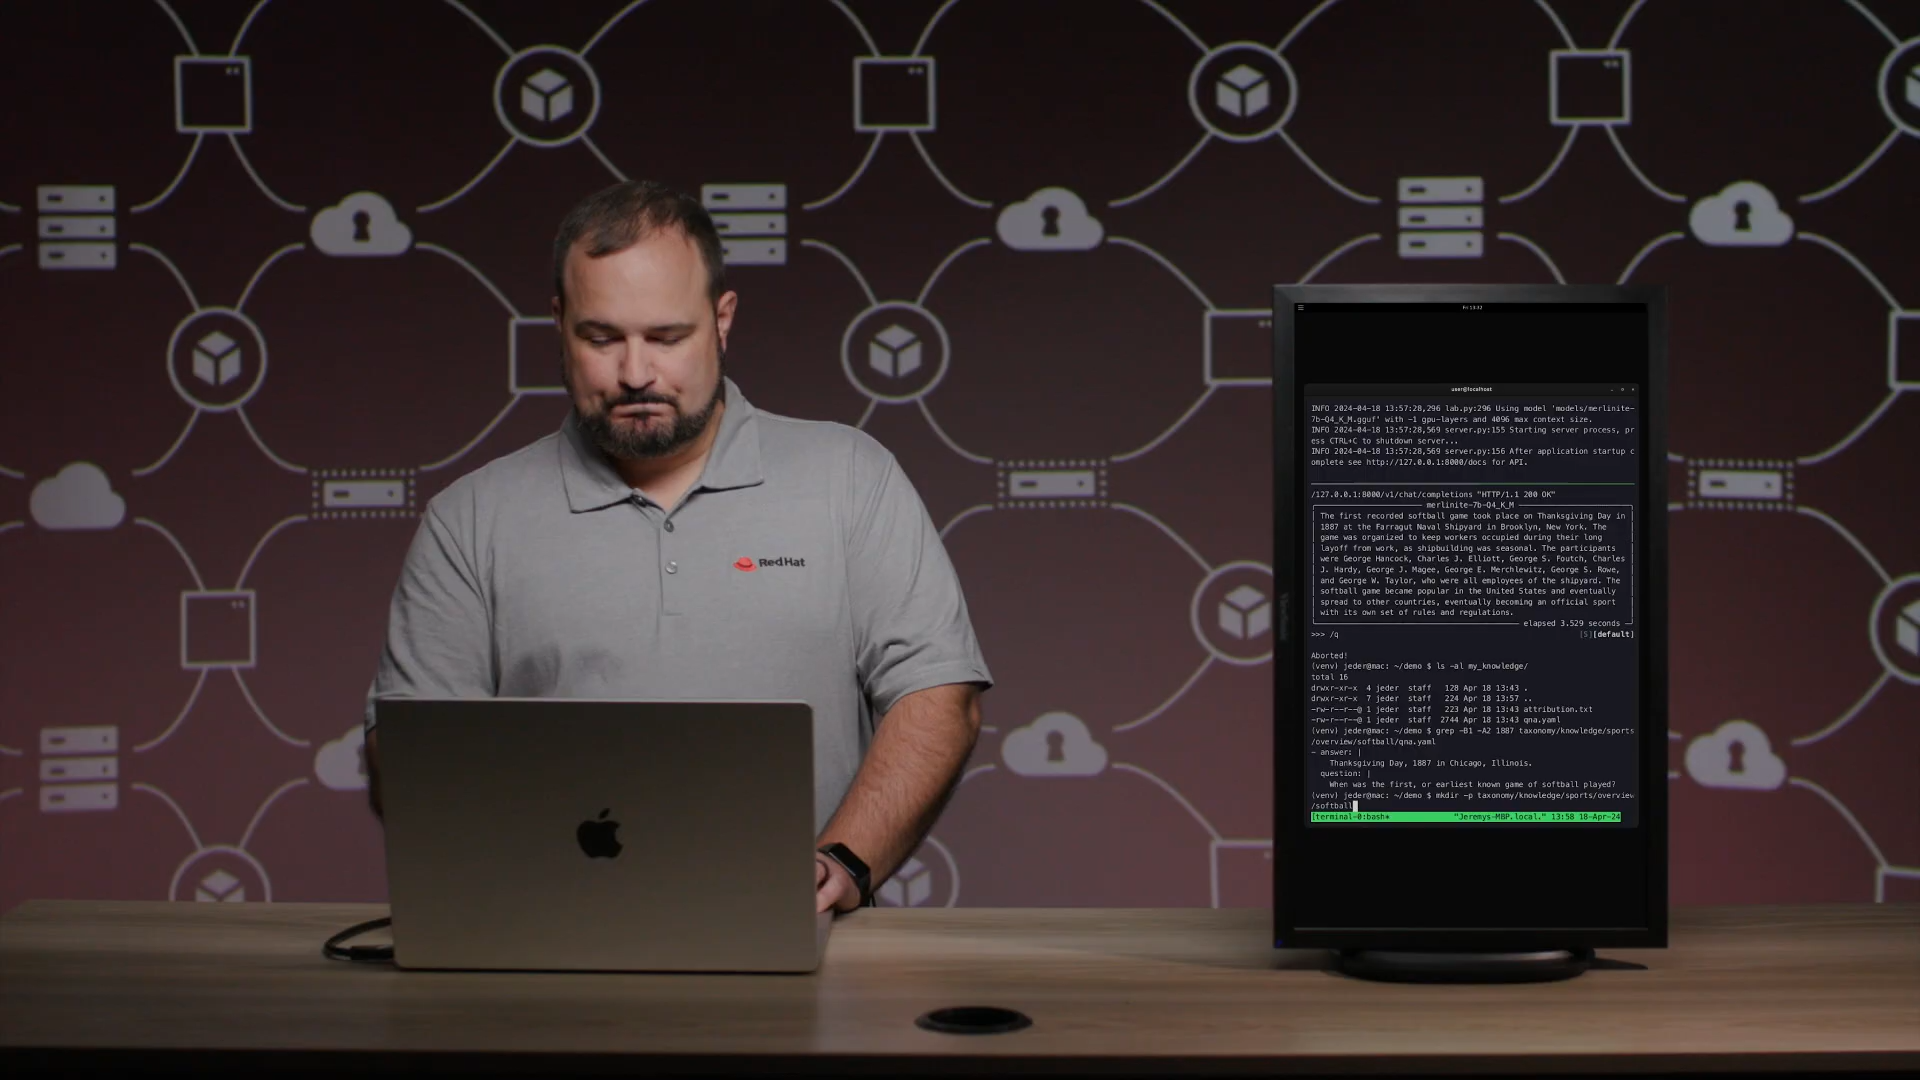 Red Hat
Fri 13:32
user@localhost
INFO 2024-04-18 13:57:28,296 lab.py:296 Using model 'models/merlinite-
7b-Q4_K_M.gguf' with -1 gpu-layers and 4096 max context size.
INFO 2024-04-18 13:57:28,569 server.py:155 Starting server process, pr
ess CTRL+C to shutdown server...
INFO 2024-04-18 13:57:28,569 server.py:156 After application startup c
omplete see http://127.0.0.1:8000/docs for API.
/127.0.0.1:8000/v1/chat/completions "HTTP/1.1 200 OK"
merlinite-7b-Q4_K_M
The first recorded softball game took place on Thanksgiving Day in
1887 at the Farragut Naval Shipyard in Brooklyn, New York. The
game was organized to keep workers occupied during their long
layoff from work, as shipbuilding was seasonal. The participants
were George Hancock, Charles J. Elliott, George S. Foutch, Charles
J. Hardy, George J. Magee, George E. Merchlewitz, George S. Rowe,
and George W. Taylor, who were all employees of the shipyard. The
softball game became popular in the United States and eventually
spread to other countries, eventually becoming an official sport
with its own set of rules and regulations.
elapsed 3.529 seconds
>>> /q [S][default]
Aborted!
(venv) jeder@mac: ~/demo $ ls -al my_knowledge/
total 16
drwxr-xr-x 4 jeder staff 128 Apr 18 13:43 .
drwxr-xr-x 7 jeder staff 224 Apr 18 13:57 ..
-rw-r--r--@ 1 jeder staff 223 Apr 18 13:43 attribution.txt
-rw-r--r--@ 1 jeder staff 2744 Apr 18 13:43 qna.yaml
(venv) jeder@mac: ~/demo $ grep -B1 -A2 1887 taxonomy/knowledge/sports
/overview/softball/qna.yaml
- answer: |
Thanksgiving Day, 1887 in Chicago, Illinois.
question: |
When was the first, or earliest known game of softball played?
(venv) jeder@mac: ~/demo $ mkdir -p taxonomy/knowledge/sports/overview
/softball
[terminal-0:bash* "Jeremys-MBP.local." 13:58 18-Apr-24